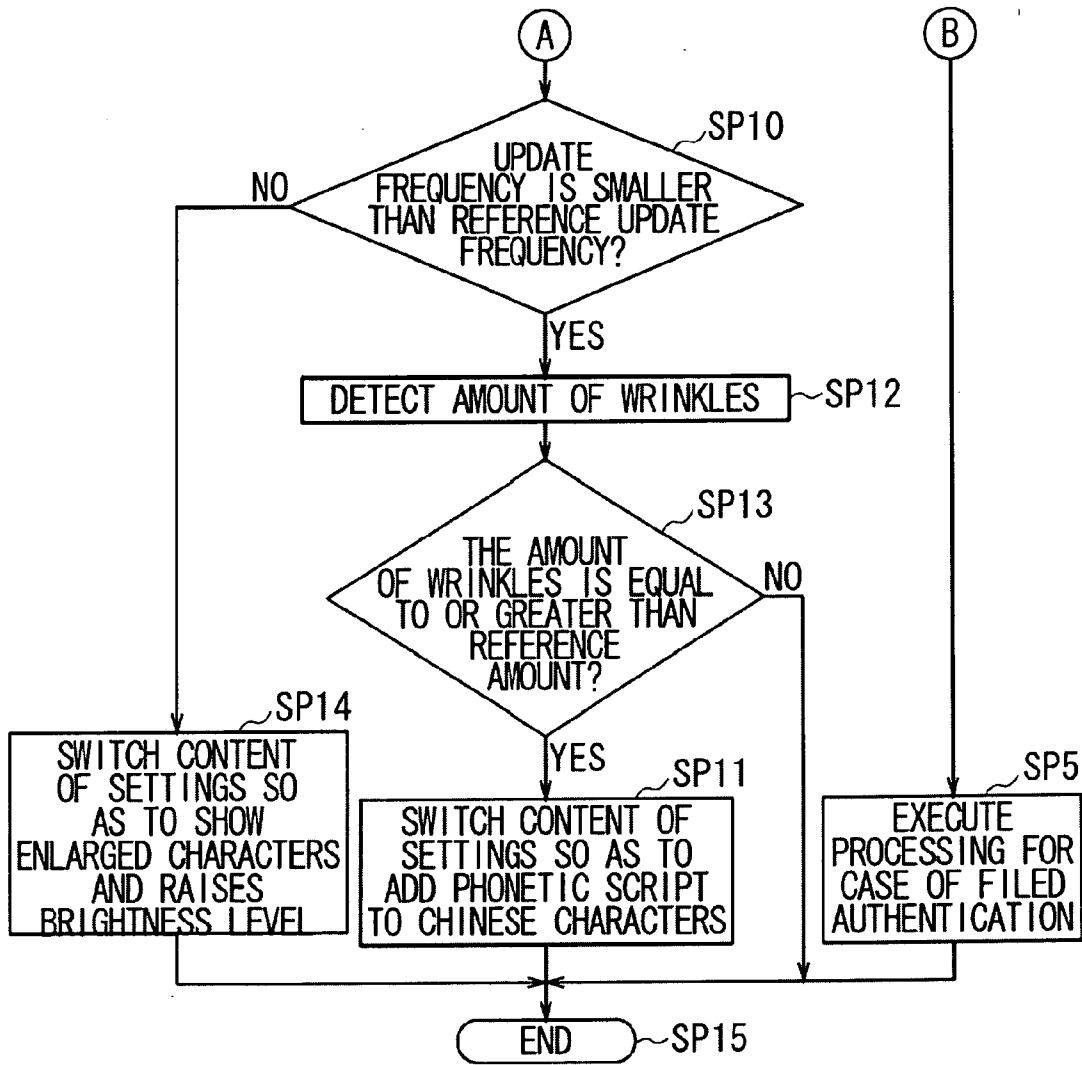 A
B
SP10
UPDATE
FREQUENCY IS SMALLER
THAN REFERENCE UPDATE
FREQUENCY?
NO
YES
DETECT AMOUNT OF WRINKLES
SP12
SP13
THE AMOUNT
OF WRINKLES IS EQUAL
TO OR GREATER THAN
REFERENCE
AMOUNT?
NO
YES
SP14
SWITCH CONTENT
OF SETTINGS SO
AS TO SHOW
ENLARGED CHARACTERS
AND RAISES
BRIGHTNESS LEVEL
SP11
SWITCH CONTENT OF
SETTINGS SO AS TO
ADD PHONETIC SCRIPT
TO CHINESE CHARACTERS
SP5
EXECUTE
PROCESSING FOR
CASE OF FILED
AUTHENTICATION
END
SP15